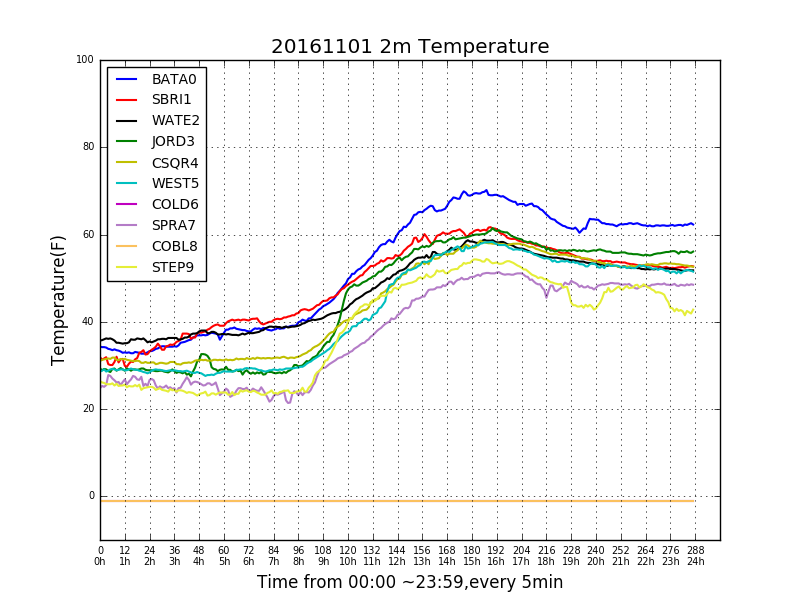 20161101 2m Temperature
100
80
60
40
20
0
Temperature(F)
BATA0
SBRI1
WATE2
JORD3
CSQR4
WEST5
COLD6
SPRA7
COBL8
STEP9
0 12 24 36 48 60 72 84 96 108 120 132 144 156 168 180 192 204 216 228 240 252 264 276 288
0h 1h 2h 3h 4h 5h 6h 7h 8h 9h 10h 11h 12h 13h 14h 15h 16h 17h 18h 19h 20h 21h 22h 23h 24h
Time from 00:00 ~23:59,every 5min